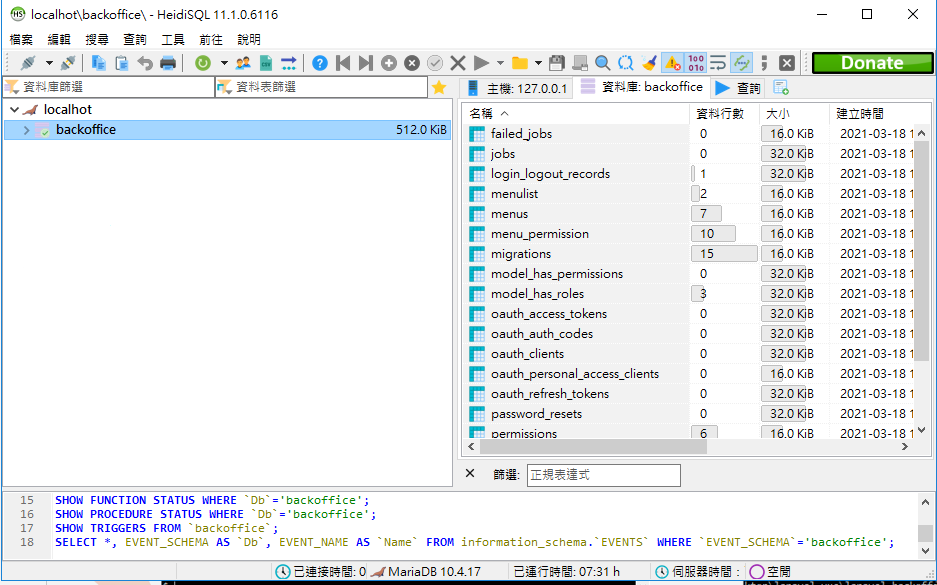 localhot\backoffice\ - HeidiSQL 11.1.0.6116
檔案 編輯 搜尋 查詢 工具 前往 說明
Donate
資料庫篩選 資料表篩選 主機: 127.0.0.1 資料庫: backoffice 查詢
localhot
backoffice 512.0 KiB
名稱 資料行數 大小 建立時間
failed_jobs 0 16.0 KiB 2021-03-18 1
jobs 0 32.0 KiB 2021-03-18 1
login_logout_records 1 32.0 KiB 2021-03-18 1
menulist 2 16.0 KiB 2021-03-18 1
menus 7 16.0 KiB 2021-03-18 1
menu_permission 10 16.0 KiB 2021-03-18 1
migrations 15 16.0 KiB 2021-03-18 1
model_has_permissions 0 32.0 KiB 2021-03-18 1
model_has_roles 3 32.0 KiB 2021-03-18 1
oauth_access_tokens 0 32.0 KiB 2021-03-18 1
oauth_auth_codes 0 32.0 KiB 2021-03-18 1
oauth_clients 0 32.0 KiB 2021-03-18 1
oauth_personal_access_clients 0 16.0 KiB 2021-03-18 1
oauth_refresh_tokens 0 32.0 KiB 2021-03-18 1
password_resets 0 32.0 KiB 2021-03-18 1
permissions 6 16.0 KiB 2021-03-18 1
篩選: 正規表達式
15 SHOW FUNCTION STATUS WHERE `Db`='backoffice';
16 SHOW PROCEDURE STATUS WHERE `Db`='backoffice';
17 SHOW TRIGGERS FROM `backoffice`;
18 SELECT *, EVENT_SCHEMA AS `Db`, EVENT_NAME AS `Name` FROM information_schema.`EVENTS` WHERE `EVENT_SCHEMA`='backoffice';
已連接時間: 0 MariaDB 10.4.17 已運行時間: 07:31 h 伺服器時間: 空閒